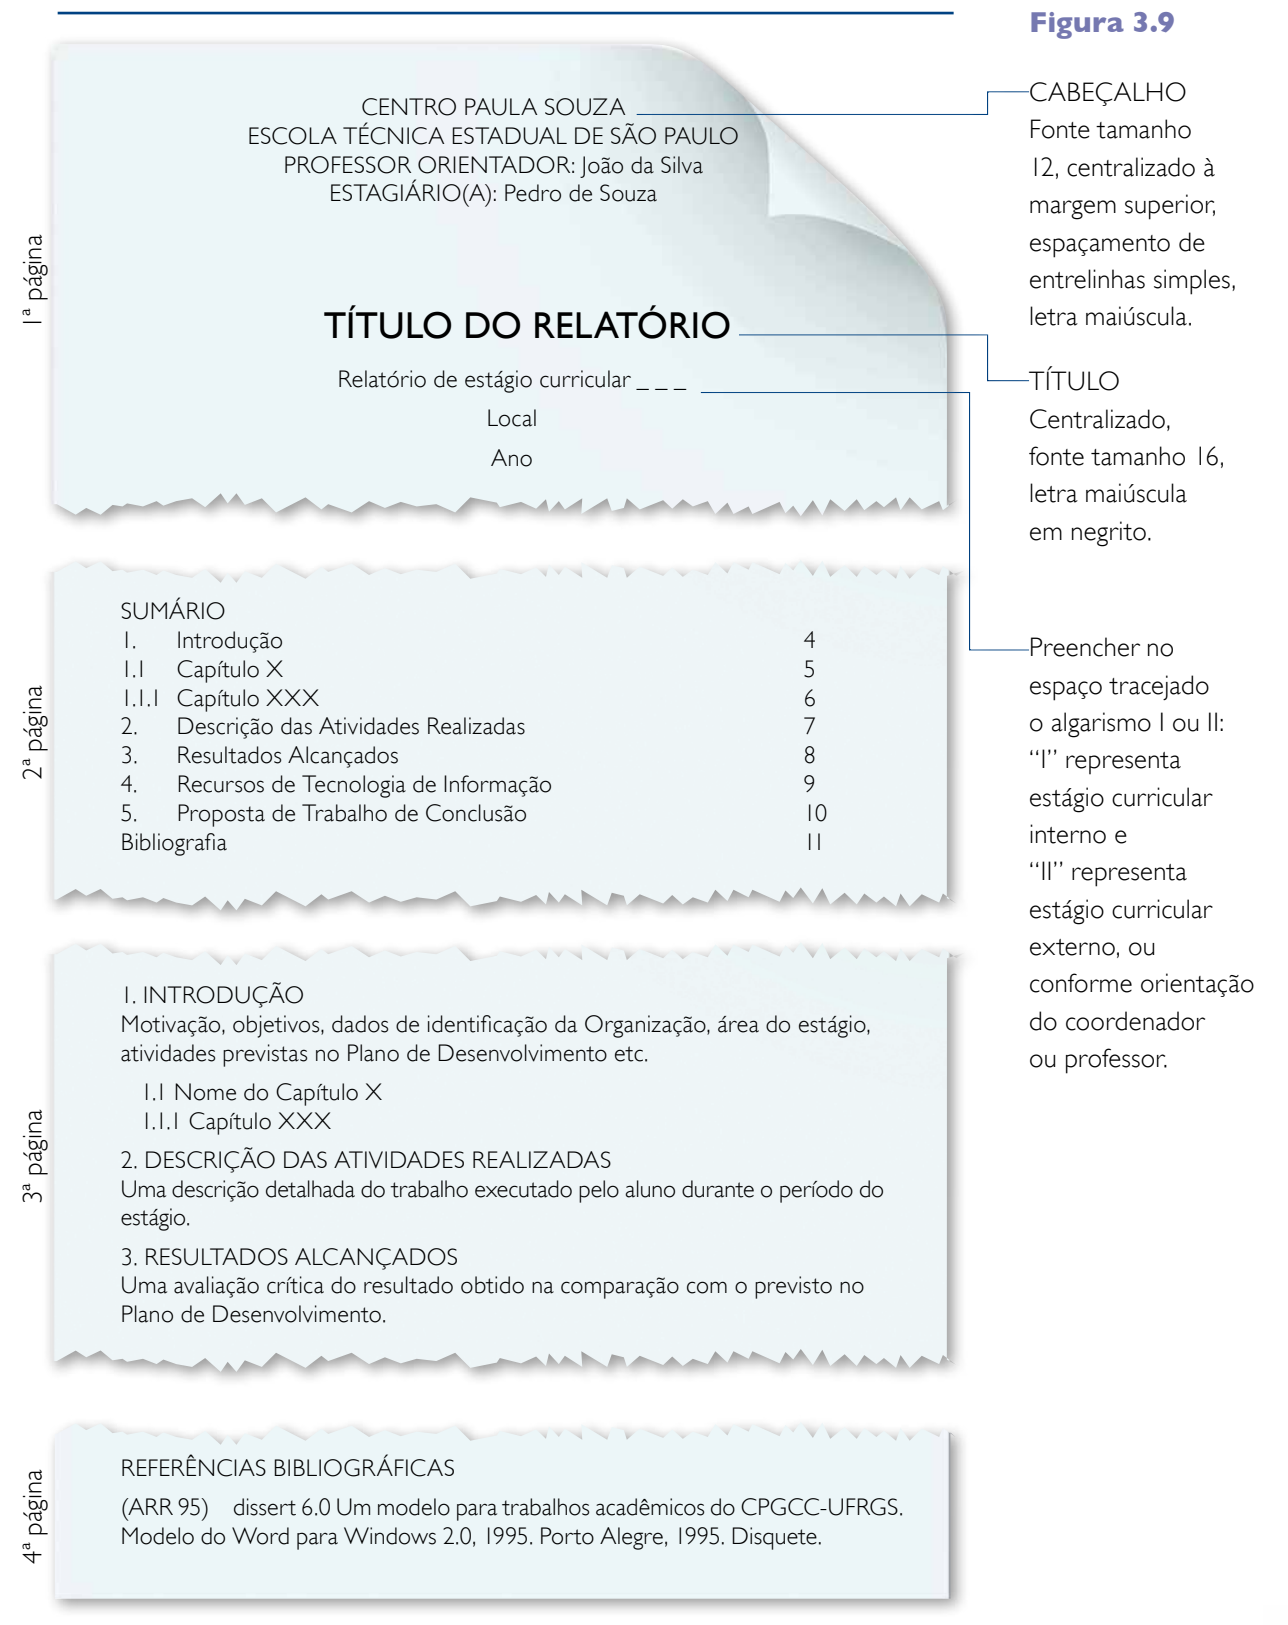 Figura 3.9
1ª página
CENTRO PAULA SOUZA
ESCOLA TÉCNICA ESTADUAL DE SÃO PAULO
PROFESSOR ORIENTADOR: João da Silva
ESTAGIÁRIO(A): Pedro de Souza
TÍTULO DO RELATÓRIO
Relatório de estágio curricular _ _ _
Local
Ano
CABEÇALHO
Fonte tamanho
12, centralizado à
margem superior,
espaçamento de
entrelinhas simples,
letra maiúscula.
TÍTULO
Centralizado,
fonte tamanho 16,
letra maiúscula
em negrito.
Preencher no
espaço tracejado
o algarismo I ou II:
“I” representa
estágio curricular
interno e
“II” representa
estágio curricular
externo, ou
conforme orientação
do coordenador
ou professor.
2ª página
SUMÁRIO
1. Introdução 4
1.1 Capítulo X 5
1.1.1 Capítulo XXX 6
2. Descrição das Atividades Realizadas 7
3. Resultados Alcançados 8
4. Recursos de Tecnologia de Informação 9
5. Proposta de Trabalho de Conclusão 10
Bibliografia 11
3ª página
1. INTRODUÇÃO
Motivação, objetivos, dados de identificação da Organização, área do estágio,
atividades previstas no Plano de Desenvolvimento etc.
1.1 Nome do Capítulo X
1.1.1 Capítulo XXX
2. DESCRIÇÃO DAS ATIVIDADES REALIZADAS
Uma descrição detalhada do trabalho executado pelo aluno durante o período do
estágio.
3. RESULTADOS ALCANÇADOS
Uma avaliação crítica do resultado obtido na comparação com o previsto no
Plano de Desenvolvimento.
4ª página
REFERÊNCIAS BIBLIOGRÁFICAS
(ARR 95) dissert 6.0 Um modelo para trabalhos acadêmicos do CPGCC-UFRGS.
Modelo do Word para Windows 2.0, 1995. Porto Alegre, 1995. Disquete.